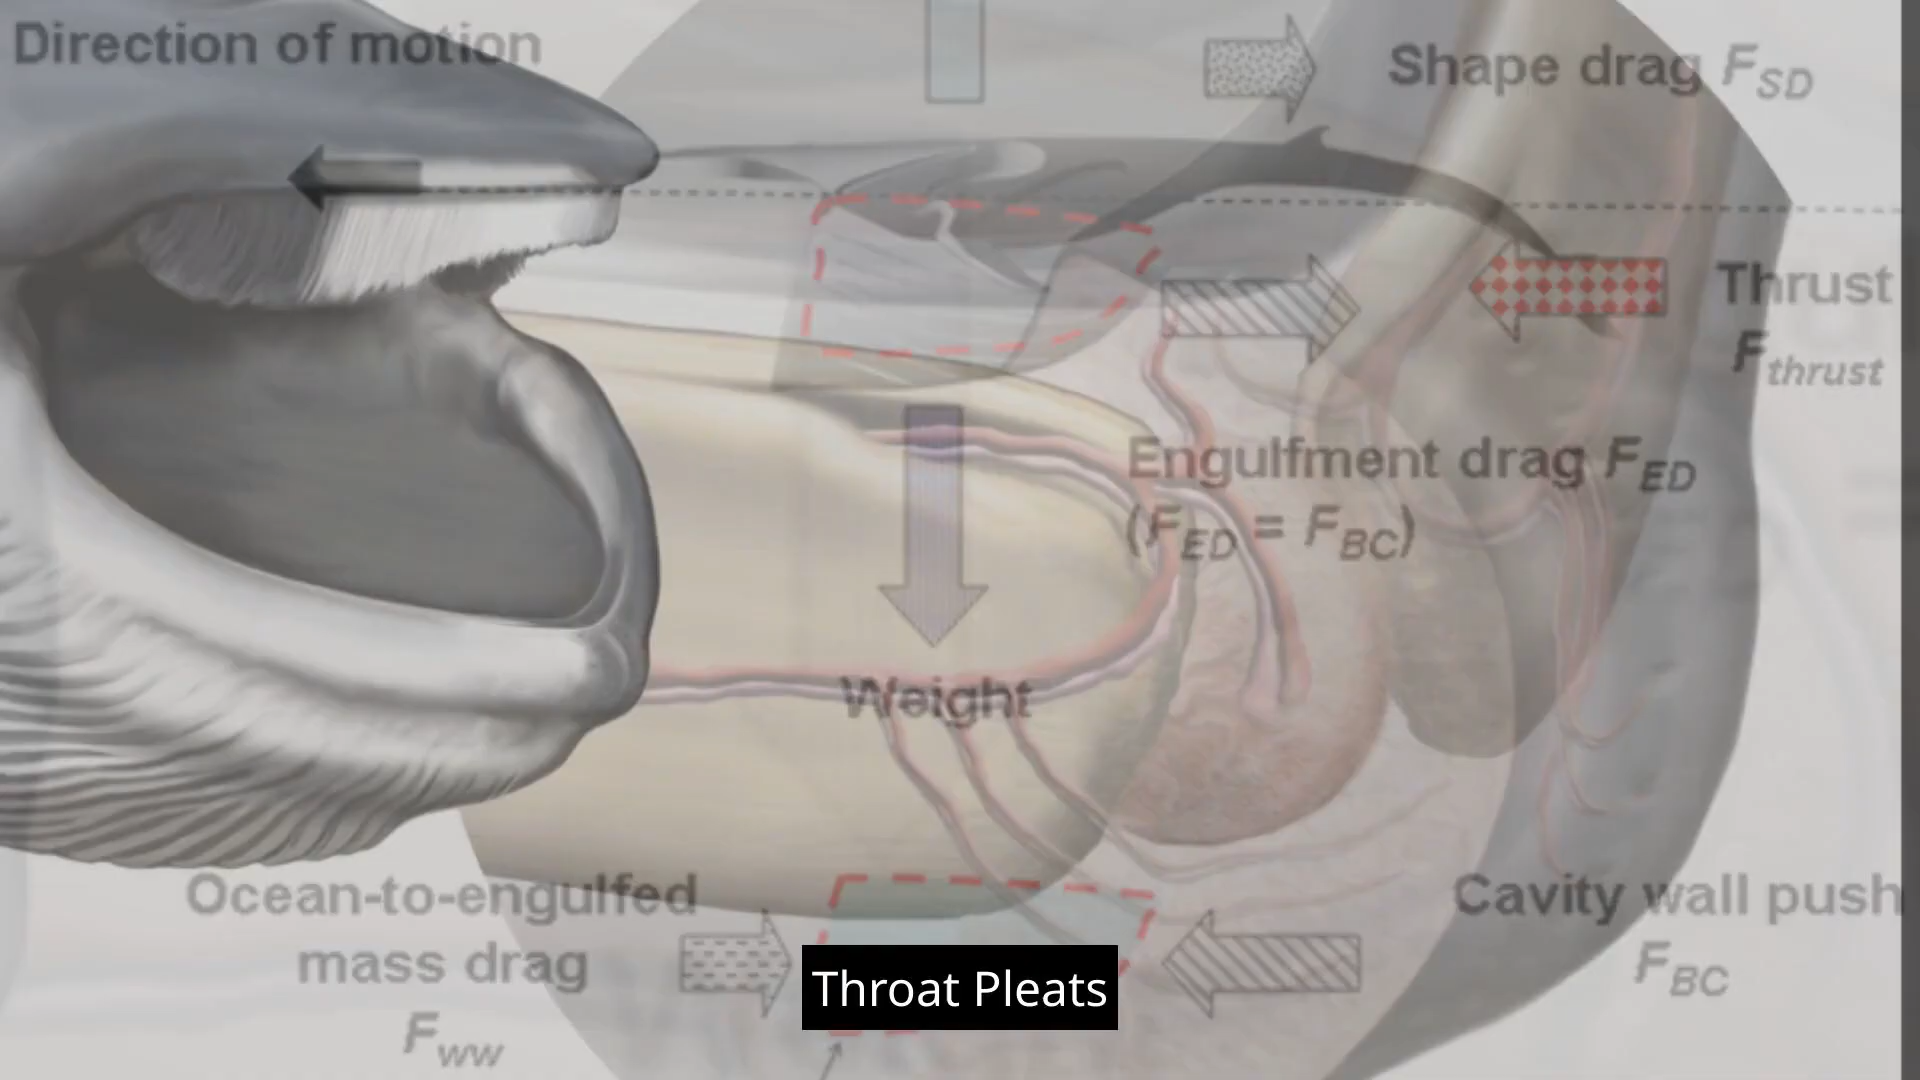 Direction of motion
Shape drag F_SD
Thrust
F_thrust
Engulfment drag F_ED
(F_ED = F_BC)
Weight
Ocean-to-engulfed
mass drag
F_WW
Cavity wall push
F_BC
Throat Pleats